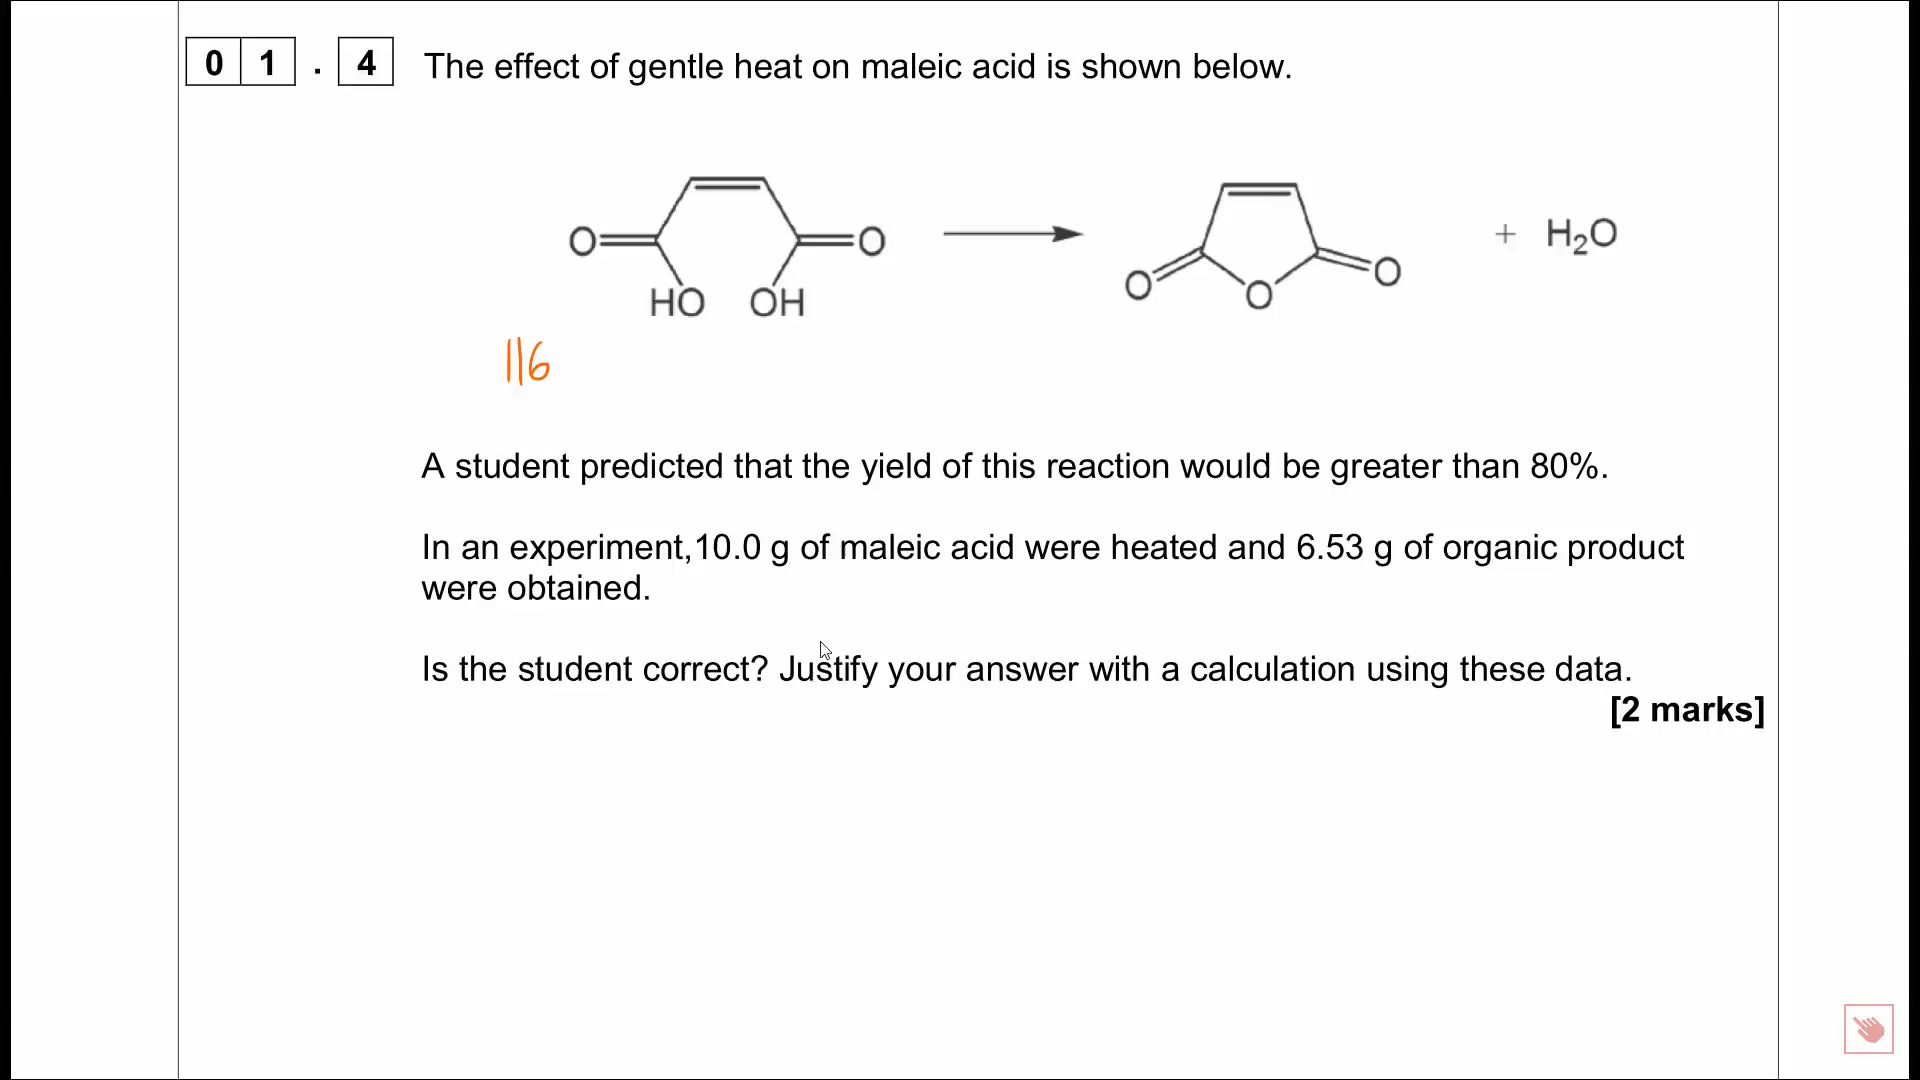 01.4 The effect of gentle heat on maleic acid is shown below.
O O O O + H₂O
HO OH O
116
A student predicted that the yield of this reaction would be greater than 80%.
In an experiment,10.0 g of maleic acid were heated and 6.53 g of organic product
were obtained.
Is the student correct? Justify your answer with a calculation using these data.
[2 marks]